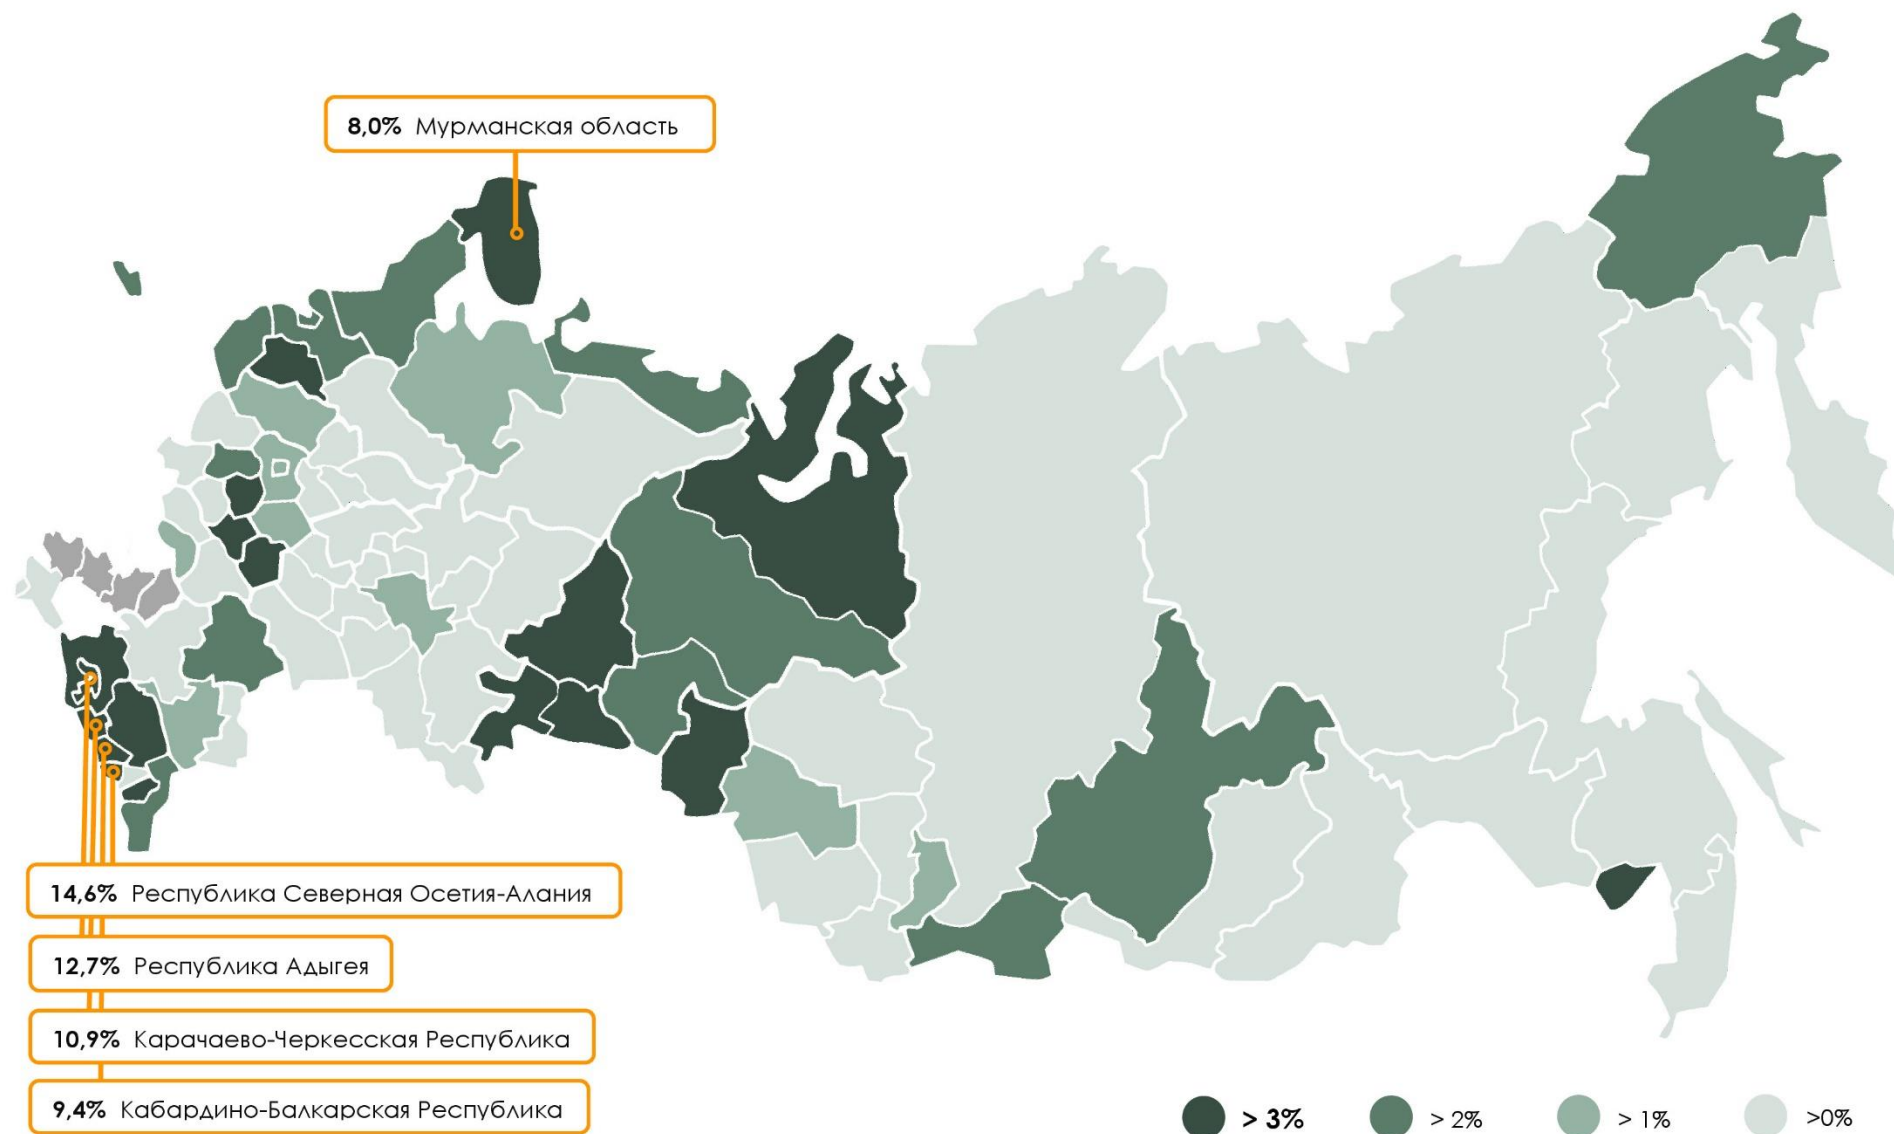 8,0% Мурманская область
14,6% Республика Северная Осетия-Алания
12,7% Республика Адыгея
10,9% Карачаево-Черкесская Республика
9,4% Кабардино-Балкарская Республика
> 3%
> 2%
> 1%
>0%